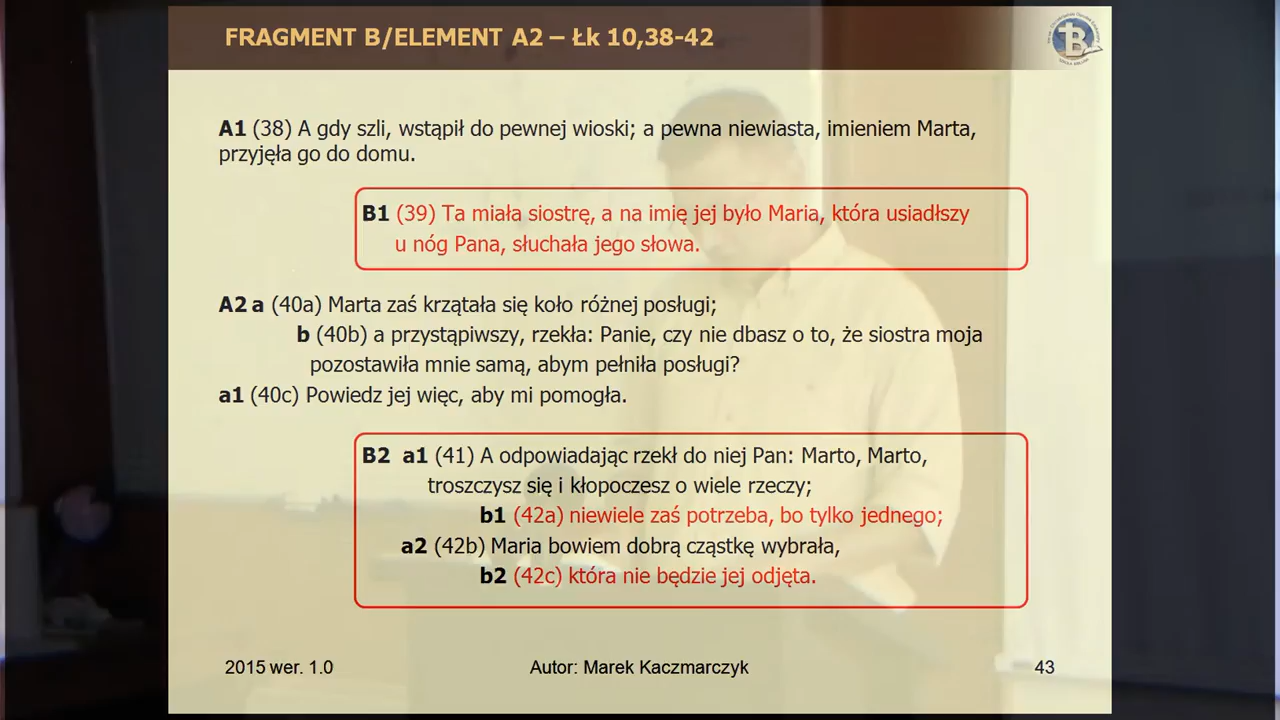 FRAGMENT B/ELEMENT A2 – Łk 10,38-42
B
A1 (38) A gdy szli, wstąpił do pewnej wioski; a pewna niewiasta, imieniem Marta,
przyjęła go do domu.
B1 (39) Ta miała siostrę, a na imię jej było Maria, która usiadłszy
u nóg Pana, słuchała jego słowa.
A2 a (40a) Marta zaś krzątała się koło różnej posługi;
b (40b) a przystąpiwszy, rzekła: Panie, czy nie dbasz o to, że siostra moja
pozostawiła mnie samą, abym pełniła posługi?
a1 (40c) Powiedz jej więc, aby mi pomogła.
B2 a1 (41) A odpowiadając rzekł do niej Pan: Marto, Marto,
troszczysz się i kłopoczesz o wiele rzeczy;
b1 (42a) niewiele zaś potrzeba, bo tylko jednego;
a2 (42b) Maria bowiem dobrą cząstkę wybrała,
b2 (42c) która nie będzie jej odjęta.
2015 wer. 1.0
Autor: Marek Kaczmarczyk
43